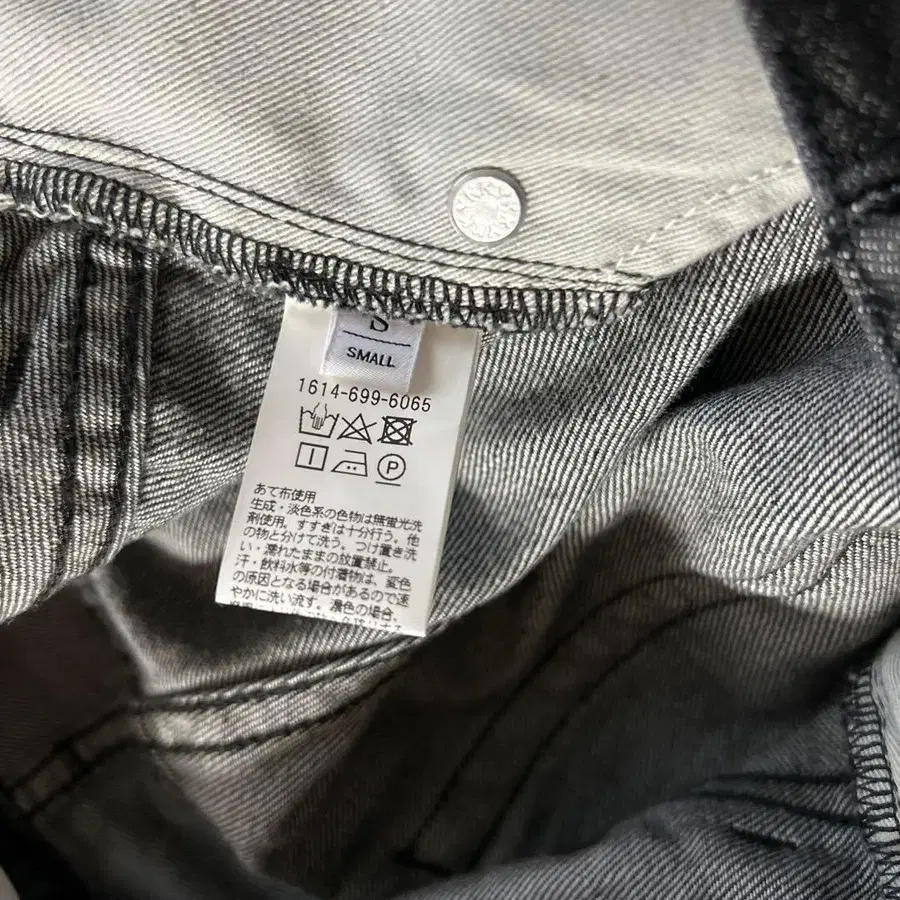 S
SMALL
1614-699-6065
P
あて布使用
生成・淡色系の色物は無蛍光洗
剤使用。すすぎは十分行う。他
の物と分けて洗う。つけ置き洗
い・濡れたままの放置禁止。
汗・飲料水等の付着物は、変色
の原因となる場合があるので速
やかに洗い流す。濃色の場合、